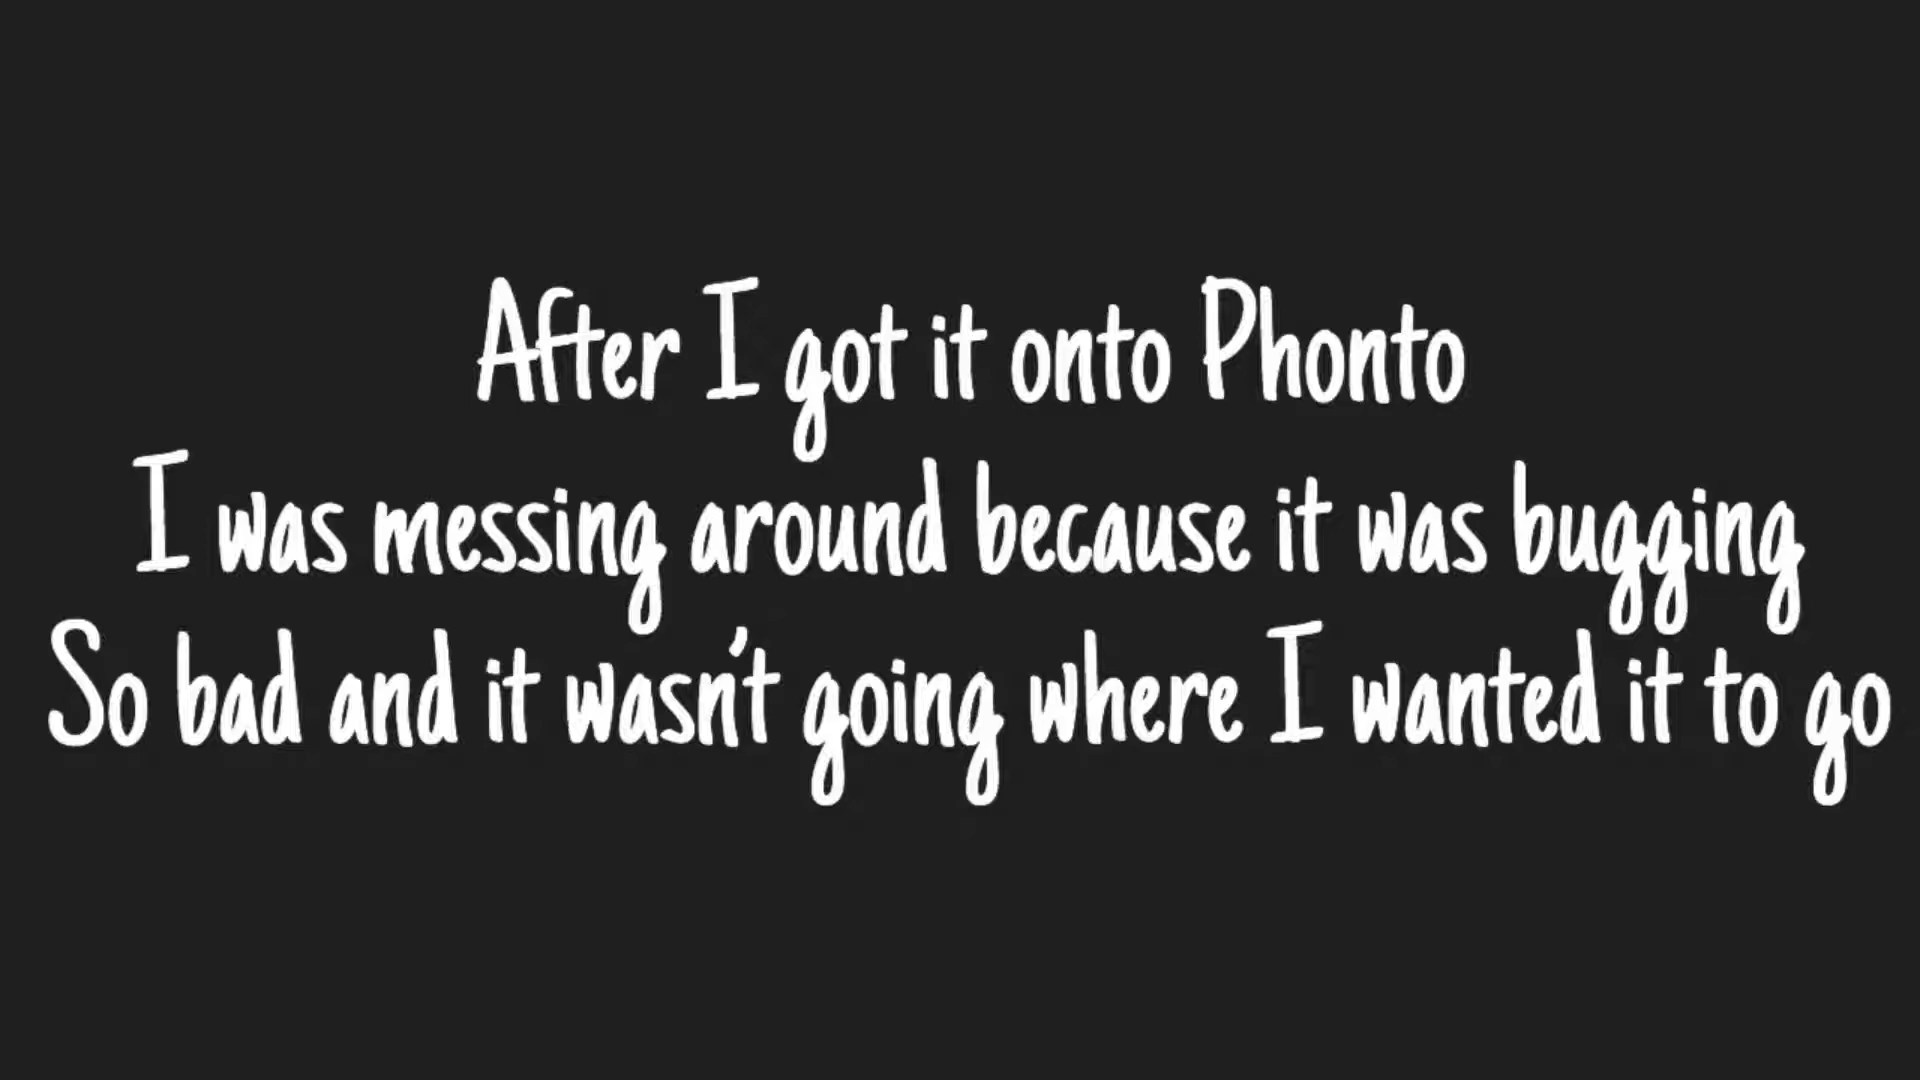 After I got it onto Phonto
I was messing around because it was bugging
So bad and it wasn't going where I wanted it to go